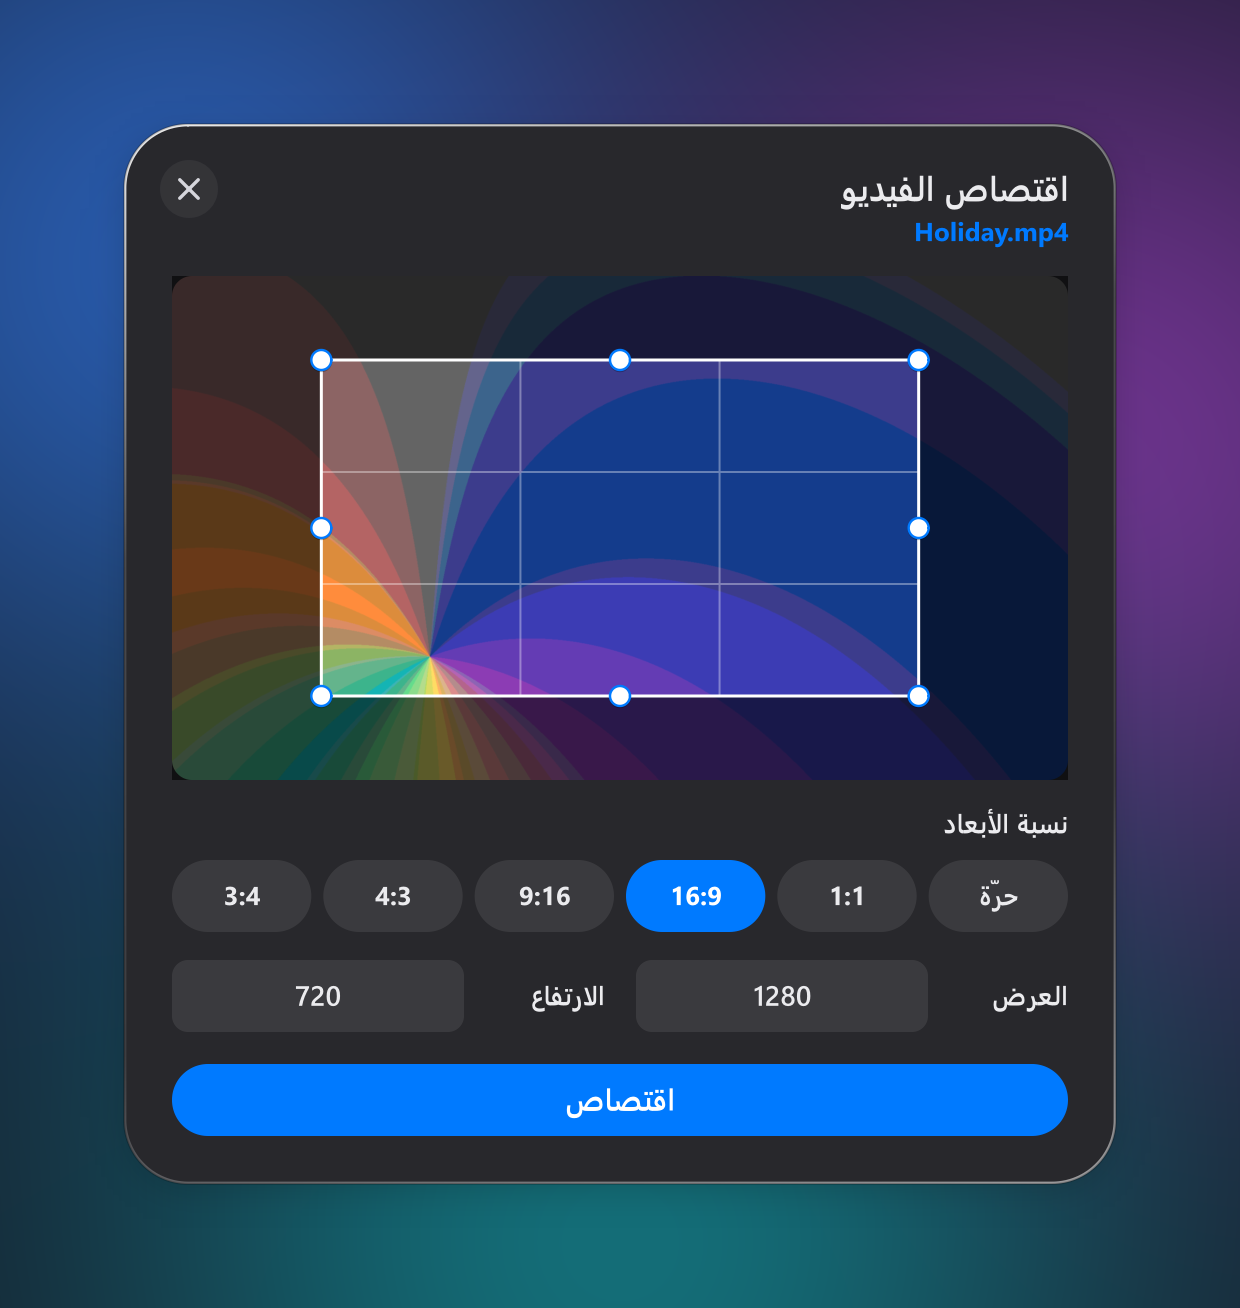 اقتصاص الفيديو
Holiday.mp4
نسبة الأبعاد
حرّة 1:1 16:9 9:16 4:3 3:4
العرض 1280 الارتفاع 720
اقتصاص